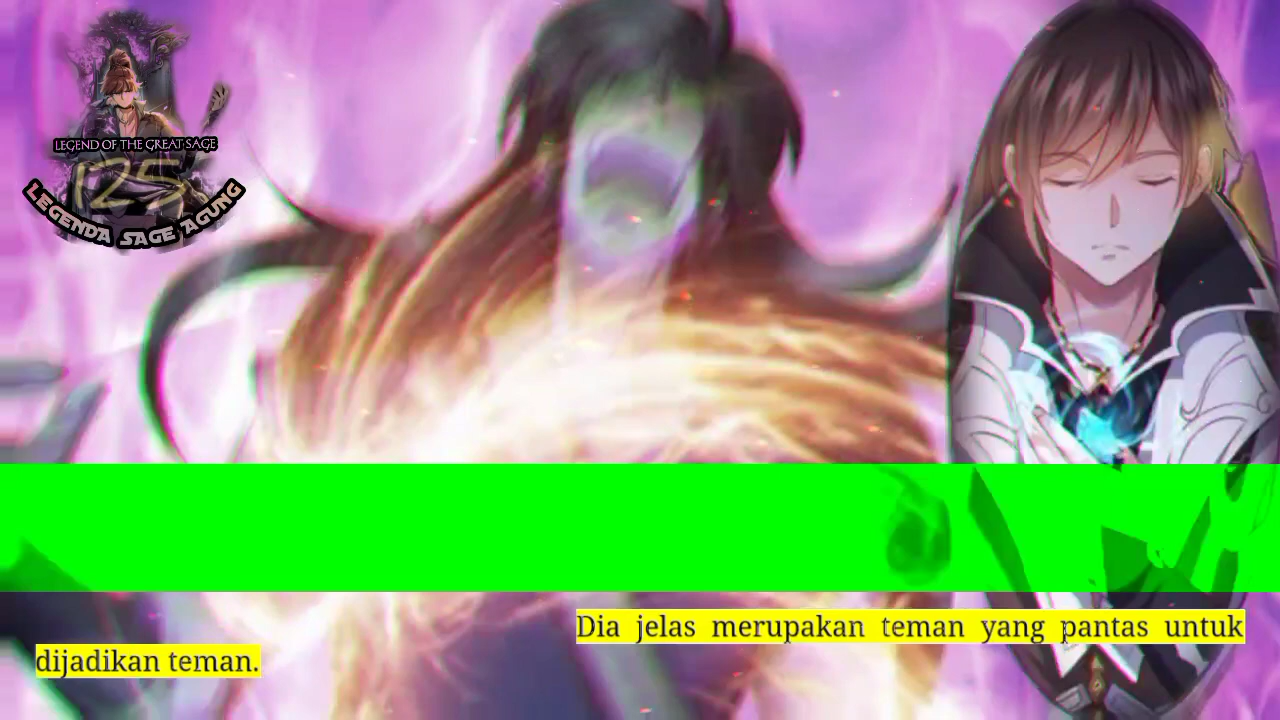 LEGEND OF THE GREAT SAGE
125
LEGENDA SAGE AGUNG
Dia jelas merupakan teman yang pantas untuk
dijadikan teman.